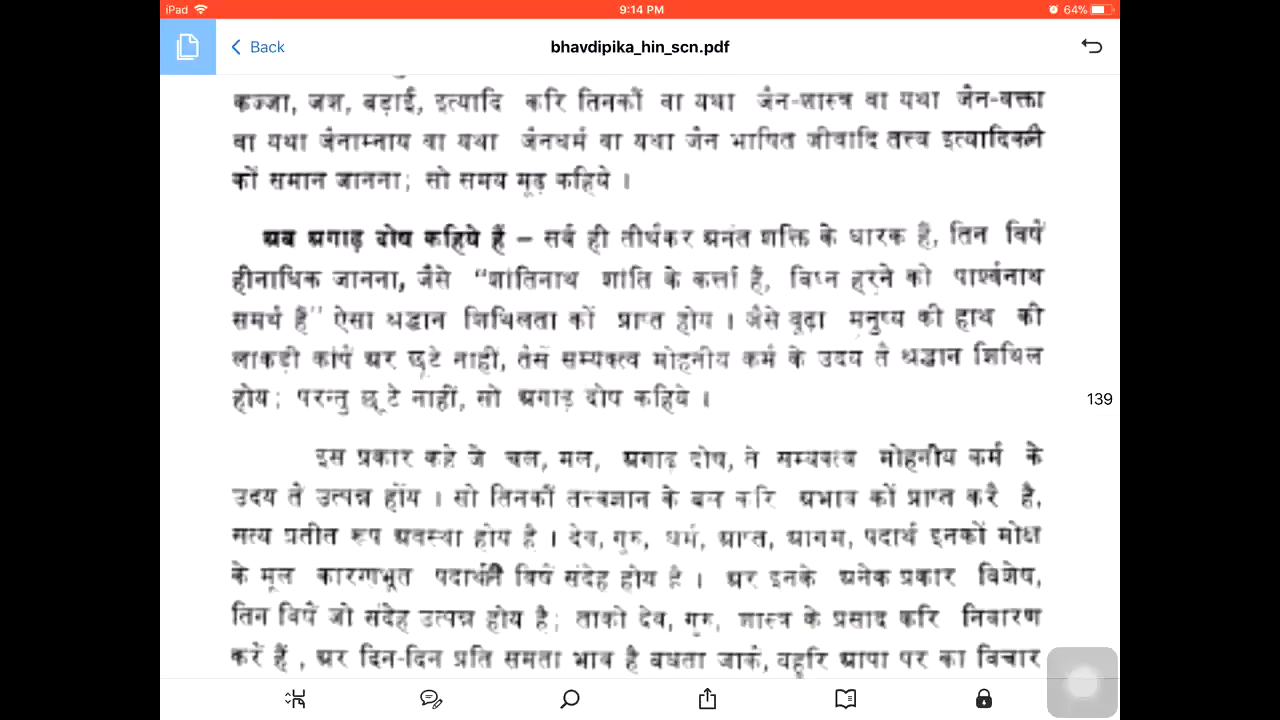 iPad 9:14 PM 64%
Back bhavdipika_hin_scn.pdf
कज्जा, जश, बड़ाई, इत्यादि करि तिनकौं वा यथा जैन-शास्त्र वा यथा जैन-वक्ता
वा यथा जैनाम्नाय वा यथा जैनधर्म वा यथा जैन भाषित जीवादि तत्त्व इत्यादिकनी
कों समान जानना; सो समय मूढ़ कहिये ।
अब अगाढ़ दोष कहिये हैं – सर्व ही तीर्थंकर अनंत शक्ति के धारक हैं, तिन विषैं
हीनाधिक जानना, जैसे “शांतिनाथ शांति के कर्त्ता हैं, विघ्न हरने को पार्श्वनाथ
समर्थ हैं” ऐसा श्रद्धान शिथिलता कों प्राप्त होय । जैसे बूढ़ा मनुष्य की हाथ की
लाकड़ी कांपै अर छूटे नाहीं, तैसें सम्यक्त्व मोहनीय कर्म के उदय तै श्रद्धान शिथिल
होय; परन्तु छूटे नाहीं, सो अगाढ़ दोष कहिये ।
139
इस प्रकार कहे जे चल, मल, अगाढ़ दोष, ते सम्यक्त्व मोहनीय कर्म के
उदय तें उत्पन्न होंय । सो तिनकौं तत्त्वज्ञान के बल करि अभाव कों प्राप्त करै है,
सत्य प्रतीत रूप अवस्था होय है । देव, गुरु, धर्म, आप्त, आगम, पदार्थ इनकों मोक्ष
के मूल कारणभूत पदार्थनि विषैं संदेह होय है । अर इनके अनेक प्रकार विशेष,
तिन विषैं जो संदेह उत्पन्न होय है; ताको देव, गुरु, शास्त्र के प्रसाद करि निवारण
करें हैं , अर दिन-दिन प्रति समता भाव है बधता जाकें, बहुरि आपा पर का विचार